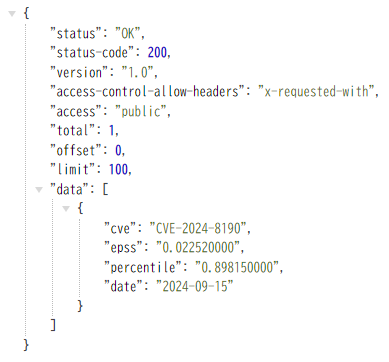 {
"status": "OK",
"status-code": 200,
"version": "1.0",
"access-control-allow-headers": "x-requested-with",
"access": "public",
"total": 1,
"offset": 0,
"limit": 100,
"data": [
{
"cve": "CVE-2024-8190",
"epss": "0.022520000",
"percentile": "0.898150000",
"date": "2024-09-15"
}
]
}